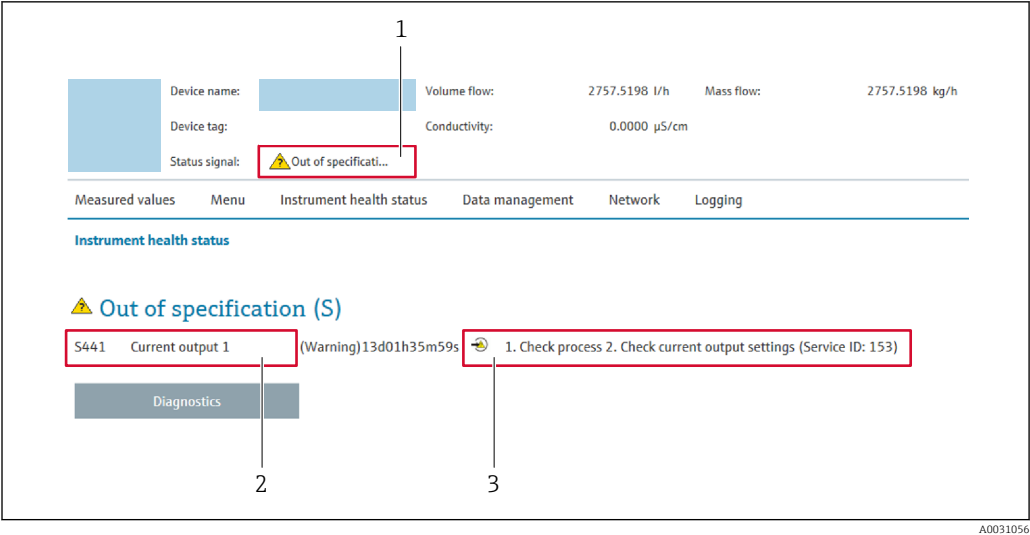 1
Device name: Volume flow: 2757.5198 l/h Mass flow: 2757.5198 kg/h
Device tag: Conductivity: 0.0000 µS/cm
Status signal: Out of specificati...
Measured values Menu Instrument health status Data management Network Logging
Instrument health status
Out of specification (S)
S441 Current output 1 (Warning)13d01h35m59s 1. Check process 2. Check current output settings (Service ID: 153)
Diagnostics
2 3
A0031056